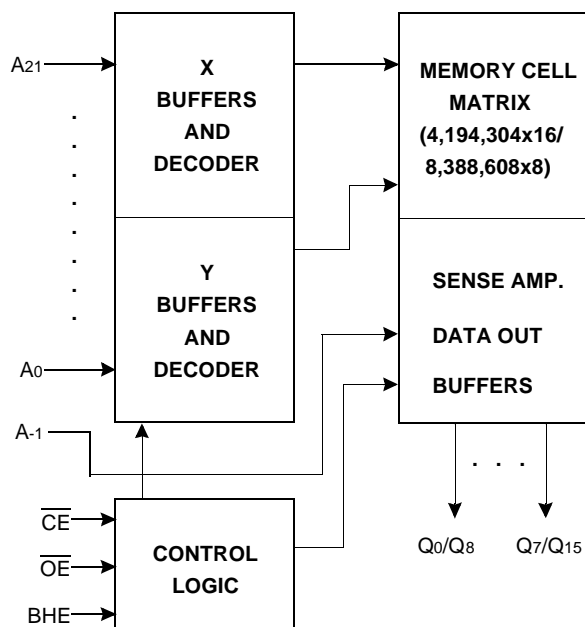 A21
X
BUFFERS
AND
DECODER
MEMORY CELL
MATRIX
(4,194,304x16/
8,388,608x8)
Y
BUFFERS
AND
DECODER
A0
SENSE AMP.
DATA OUT
BUFFERS
A-1
CE
OE
BHE
CONTROL
LOGIC
. . .
Q0/Q8
Q7/Q15